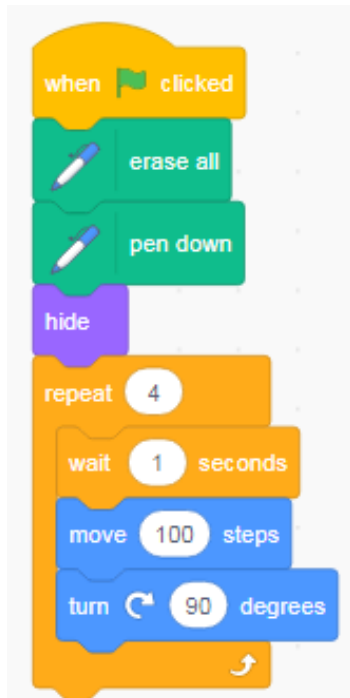 when clicked
erase all
pen down
hide
repeat 4
wait 1 seconds
move 100 steps
turn 90 degrees